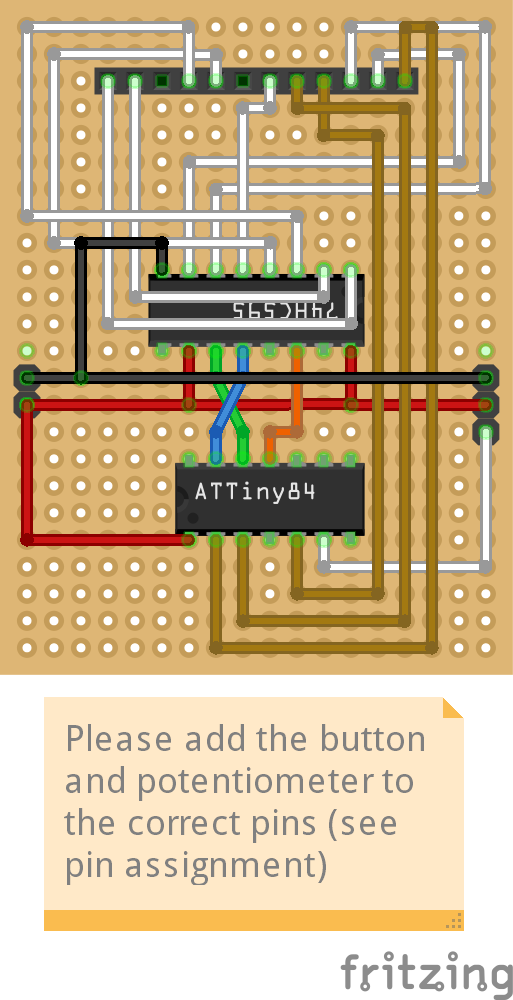 74HC595
ATTiny84
Please add the button
and potentiometer to
the correct pins (see
pin assignment)
fritzing